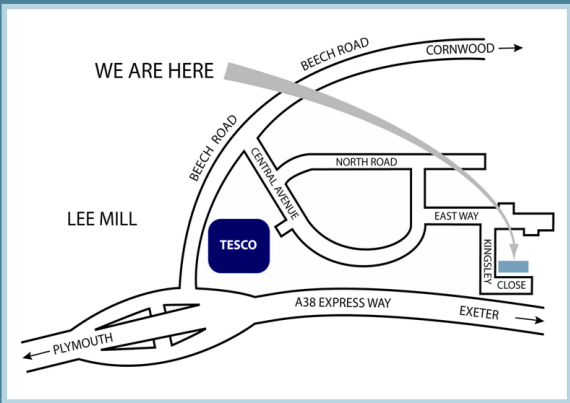 BEECH ROAD
CORNWOOD
WE ARE HERE
BEECH ROAD
CENTRAL AVENUE
NORTH ROAD
LEE MILL
EAST WAY
TESCO
KINGSLEY
CLOSE
A38 EXPRESS WAY
EXETER
PLYMOUTH